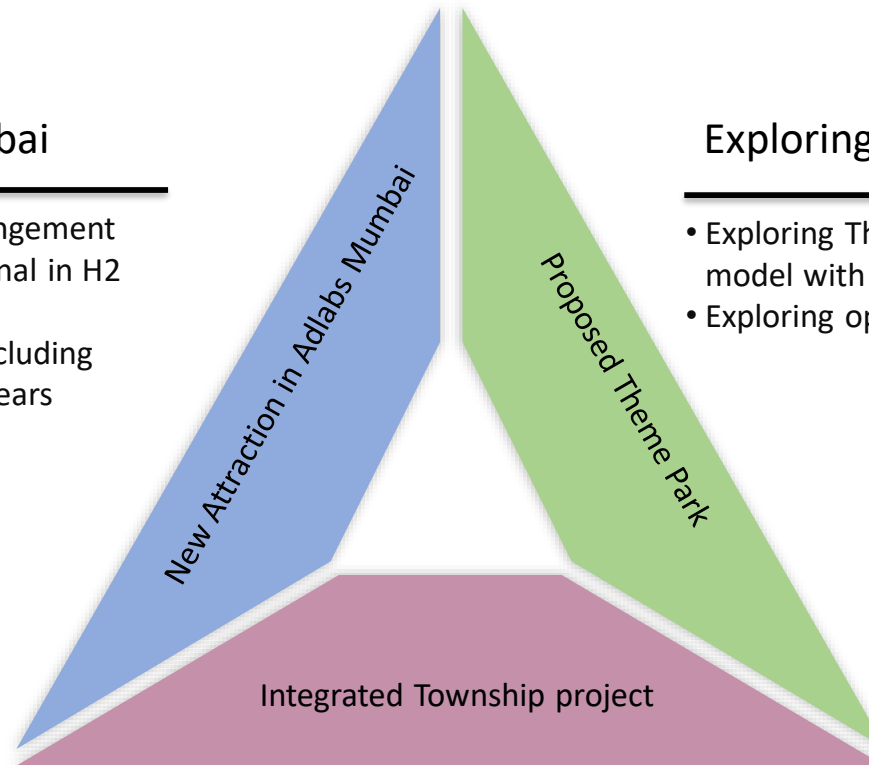 bai
ngement
nal in H2
cluding
ears
New Attraction in Adlabs Mumbai
Proposed Theme Park
Exploring
• Exploring Th
model with
• Exploring op
Integrated Township project